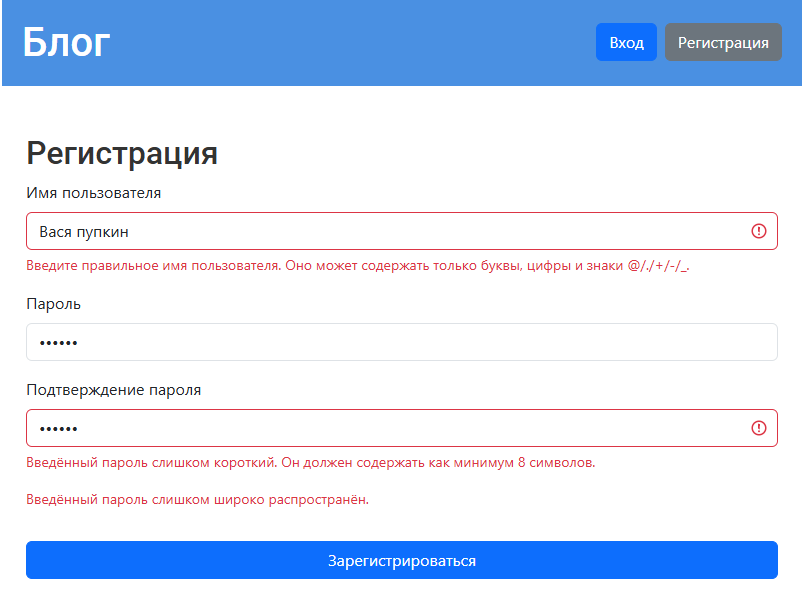 Блог
Вход
Регистрация
Регистрация
Имя пользователя
Вася пупкин
Введите правильное имя пользователя. Оно может содержать только буквы, цифры и знаки @/./+/-/_.
Пароль
••••••
Подтверждение пароля
••••••
Введённый пароль слишком короткий. Он должен содержать как минимум 8 символов.
Введённый пароль слишком широко распространён.
Зарегистрироваться